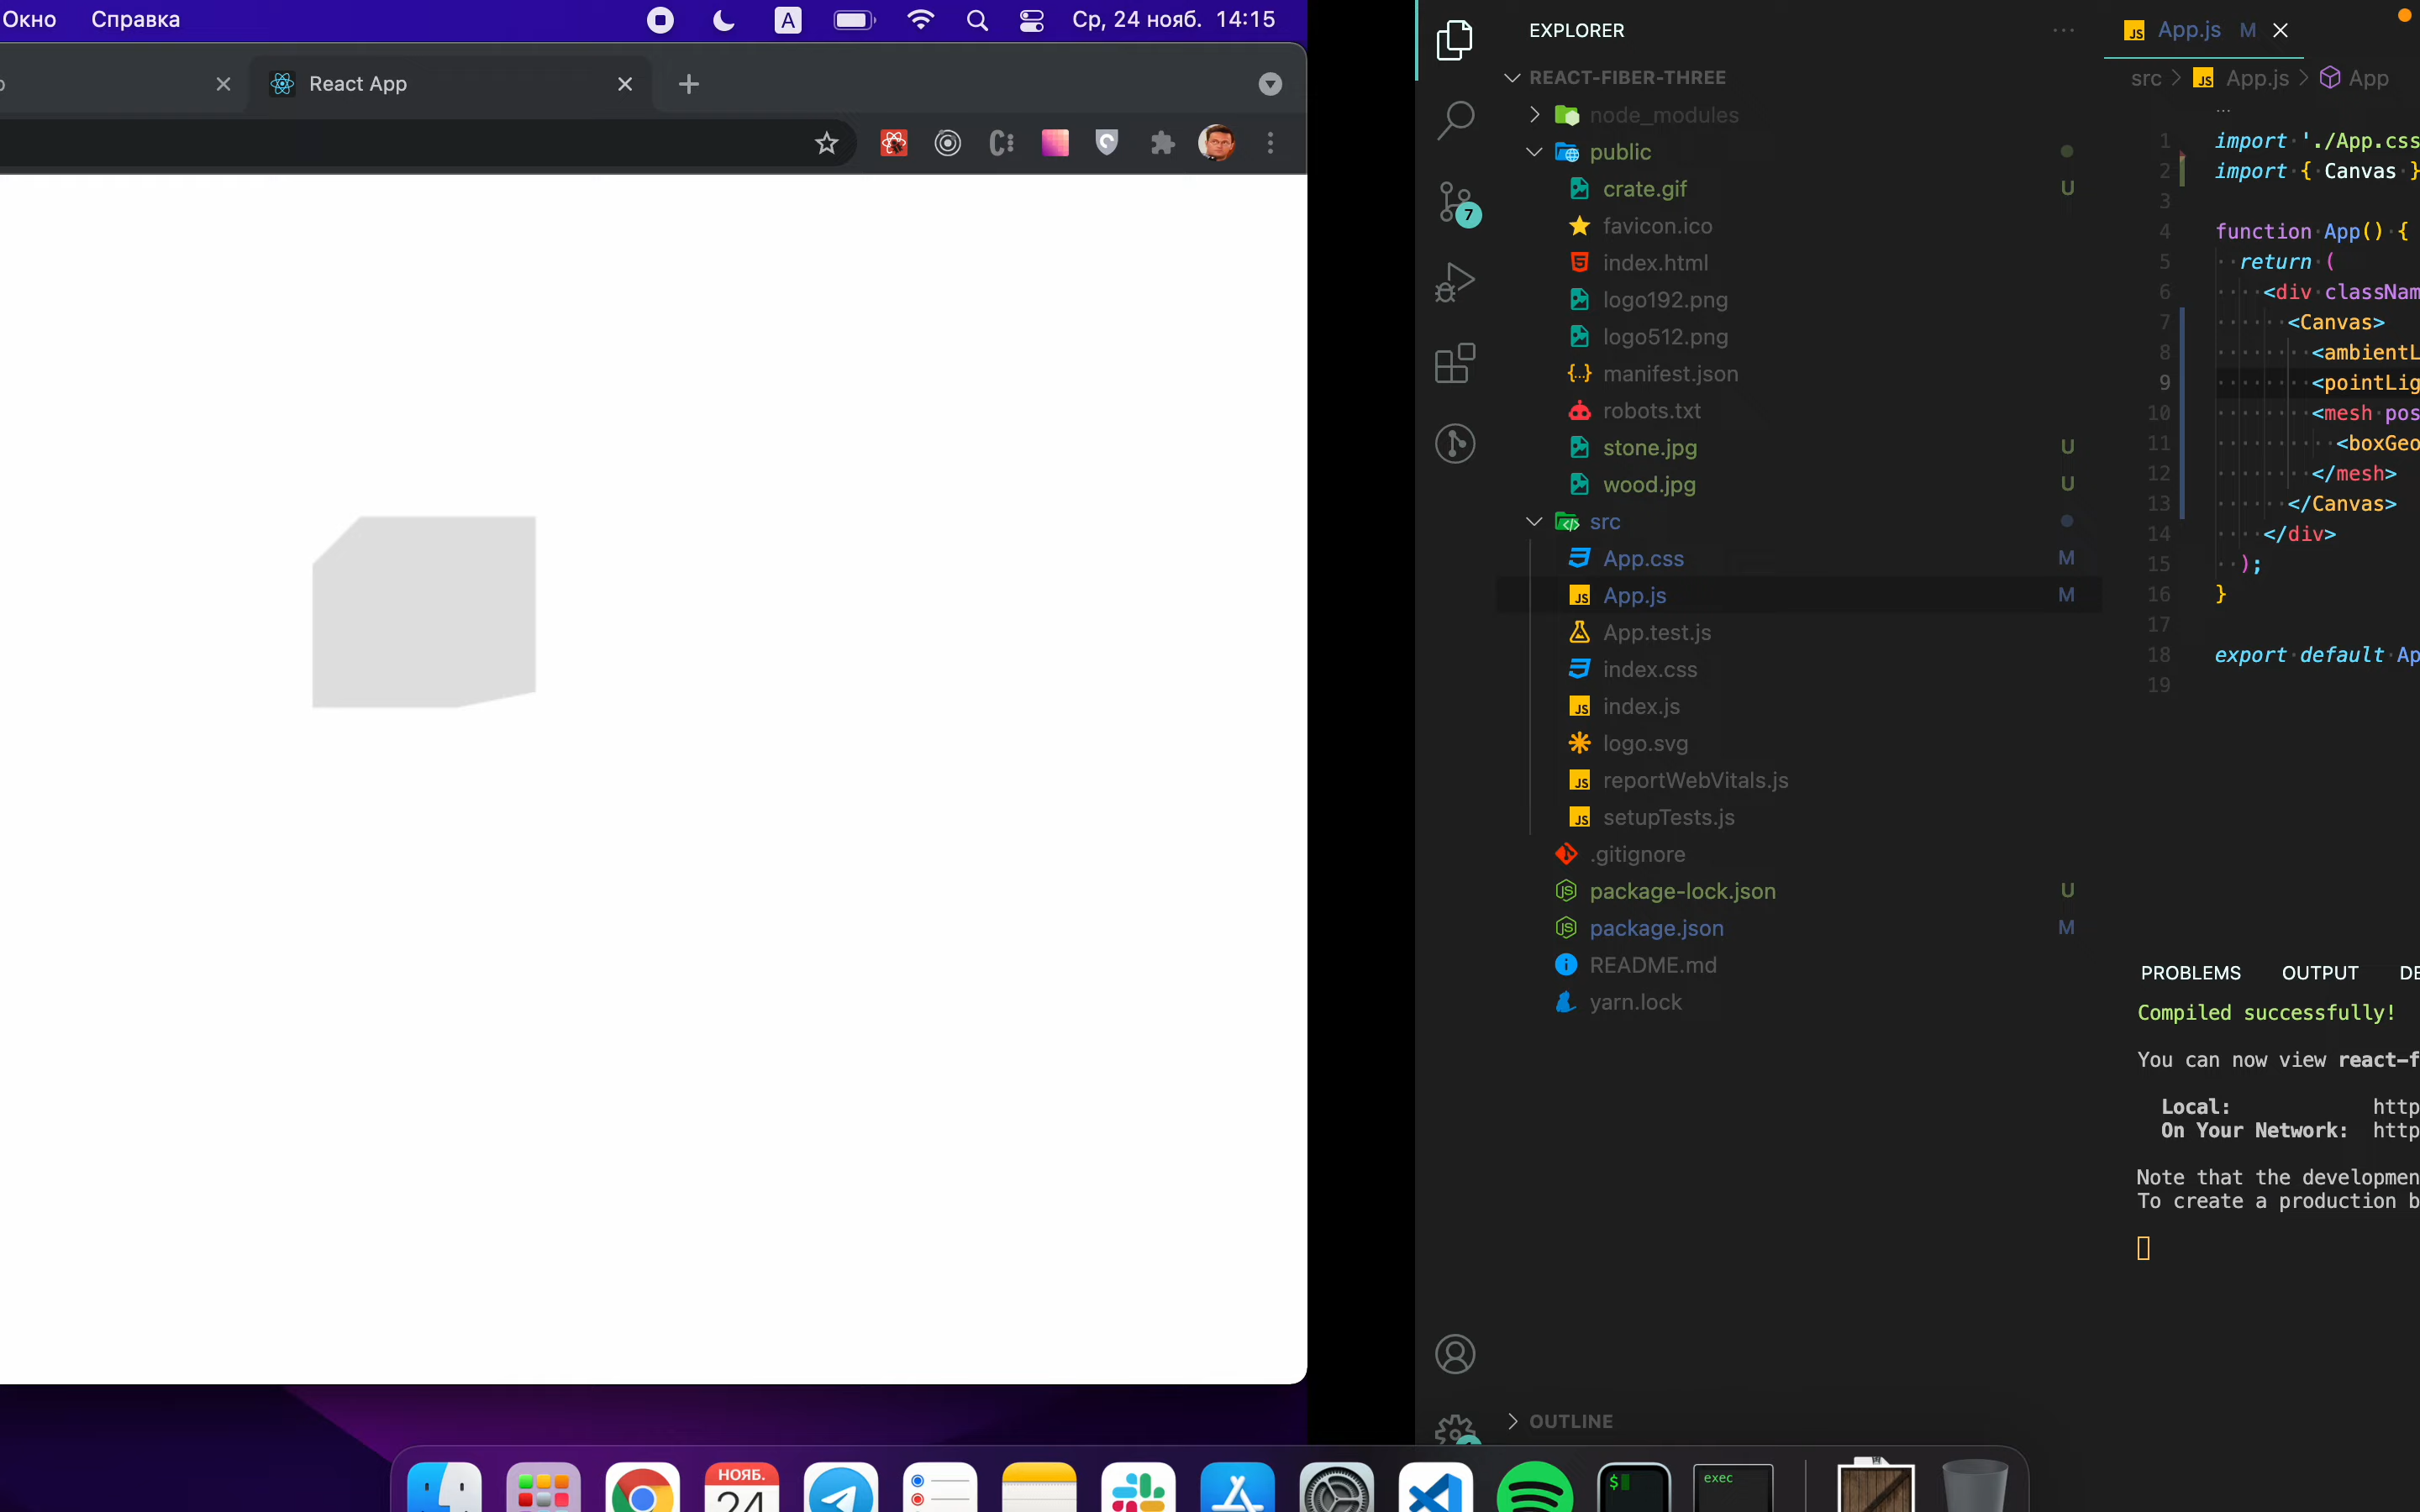 Окно Справка A Ср, 24 нояб. 14:15
React App
EXPLORER
REACT-FIBER-THREE
node_modules
public
crate.gif U
favicon.ico
index.html
logo192.png
logo512.png
manifest.json
robots.txt
stone.jpg U
wood.jpg U
src
App.css M
App.js M
App.test.js
index.css
index.js
logo.svg
reportWebVitals.js
setupTests.js
.gitignore
package-lock.json U
package.json M
README.md
yarn.lock
OUTLINE
7
JS App.js M
src > JS App.js > App
...
1 import './App.css
2 import { Canvas }
3
4 function App() {
5 return (
6 <div classNam
7 <Canvas>
8 <ambientL
9 <pointLig
10 <mesh pos
11 <boxGeo
12 </mesh>
13 </Canvas>
14 </div>
15 );
16 }
17
18 export default Ap
19
PROBLEMS OUTPUT DE
Compiled successfully!
You can now view react-f
Local: http
On Your Network: http
Note that the developmen
To create a production b
НОЯБ.
24
$
exec